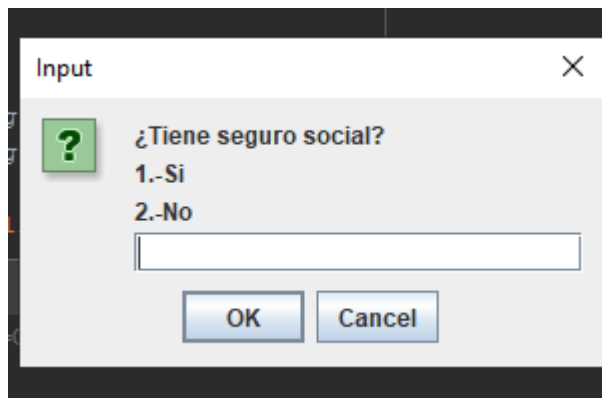 Input
¿Tiene seguro social?
1.-Si
2.-No
OK
Cancel